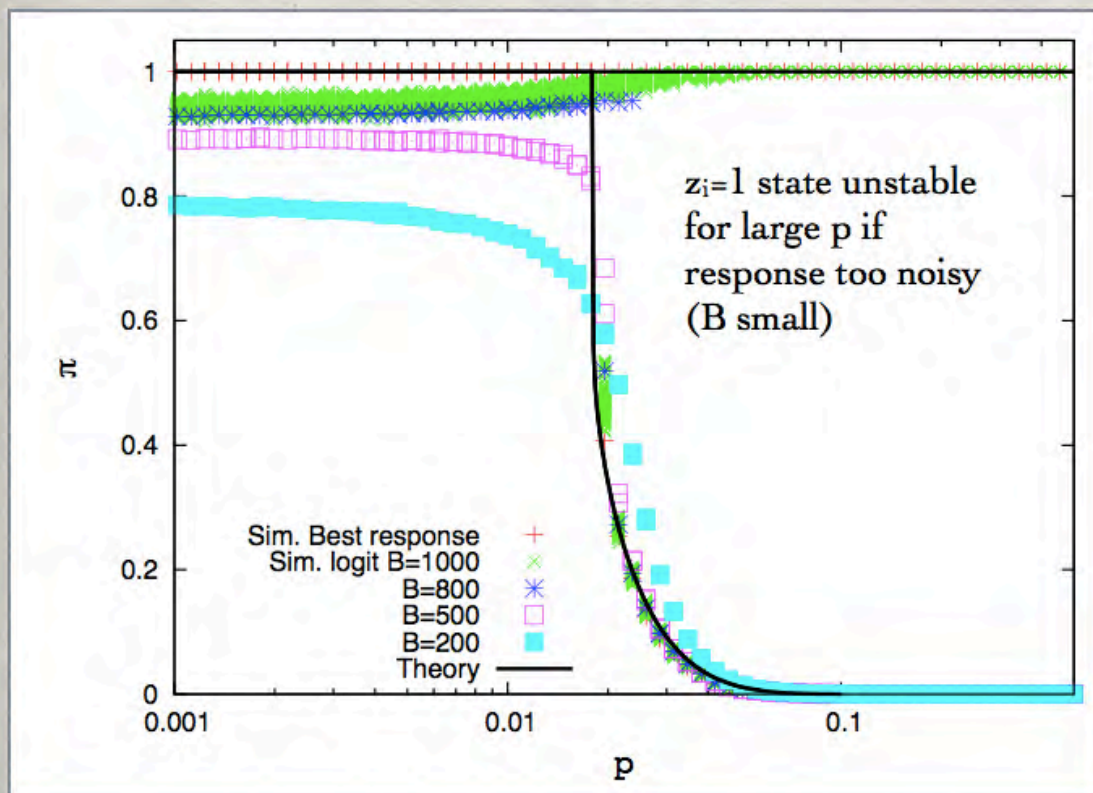 1
0.8
0.6
0.4
0.2
0
π
z_i=1 state unstable
for large p if
response too noisy
(B small)
Sim. Best response
Sim. logit B=1000
B=800
B=500
B=200
Theory
0.001
0.01
0.1
p